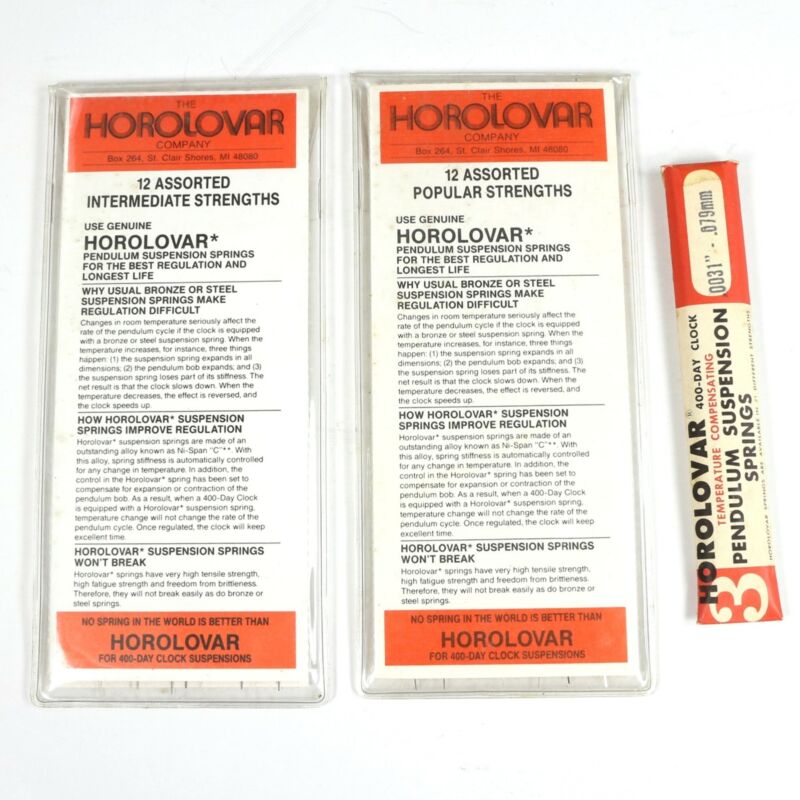 THE
HOROLOVAR
COMPANY
Box 264, St. Clair Shores, MI 48080
12 ASSORTED
INTERMEDIATE STRENGTHS
USE GENUINE
HOROLOVAR*
PENDULUM SUSPENSION SPRINGS
FOR THE BEST REGULATION AND
LONGEST LIFE
WHY USUAL BRONZE OR STEEL
SUSPENSION SPRINGS MAKE
REGULATION DIFFICULT
Changes in room temperature seriously affect the
rate of the pendulum cycle if the clock is equipped
with a bronze or steel suspension spring. When the
temperature increases, for instance, three things
happen: (1) the suspension spring expands in all
dimensions; (2) the pendulum bob expands; and (3)
the suspension spring loses part of its stiffness. The
net result is that the clock slows down. When the
temperature decreases, the effect is reversed, and
the clock speeds up.
HOW HOROLOVAR* SUSPENSION
SPRINGS IMPROVE REGULATION
Horolovar* suspension springs are made of an
outstanding alloy known as Ni-Span "C"**. With
this alloy, spring stiffness is automatically controlled
for any change in temperature. In addition, the
control in the Horolovar* spring has been set to
compensate for expansion or contraction of the
pendulum bob. As a result, when a 400-Day Clock
is equipped with a Horolovar* suspension spring,
temperature change will not change the rate of the
pendulum cycle. Once regulated, the clock will keep
excellent time.
HOROLOVAR* SUSPENSION SPRINGS
WON'T BREAK
Horolovar* springs have very high tensile strength,
high fatigue strength and freedom from brittleness.
Therefore, they will not break easily as do bronze or
steel springs.
NO SPRING IN THE WORLD IS BETTER THAN
HOROLOVAR
FOR 400-DAY CLOCK SUSPENSIONS
THE
HOROLOVAR
COMPANY
Box 264, St. Clair Shores, MI 48080
12 ASSORTED
POPULAR STRENGTHS
USE GENUINE
HOROLOVAR*
PENDULUM SUSPENSION SPRINGS
FOR THE BEST REGULATION AND
LONGEST LIFE
WHY USUAL BRONZE OR STEEL
SUSPENSION SPRINGS MAKE
REGULATION DIFFICULT
Changes in room temperature seriously affect the
rate of the pendulum cycle if the clock is equipped
with a bronze or steel suspension spring. When the
temperature increases, for instance, three things
happen: (1) the suspension spring expands in all
dimensions; (2) the pendulum bob expands; and (3)
the suspension spring loses part of its stiffness. The
net result is that the clock slows down. When the
temperature decreases, the effect is reversed, and
the clock speeds up.
HOW HOROLOVAR* SUSPENSION
SPRINGS IMPROVE REGULATION
Horolovar* suspension springs are made of an
outstanding alloy known as Ni-Span "C"**. With
this alloy, spring stiffness is automatically controlled
for any change in temperature. In addition, the
control in the Horolovar* spring has been set to
compensate for expansion or contraction of the
pendulum bob. As a result, when a 400-Day Clock
is equipped with a Horolovar* suspension spring,
temperature change will not change the rate of the
pendulum cycle. Once regulated, the clock will keep
excellent time.
HOROLOVAR* SUSPENSION SPRINGS
WON'T BREAK
Horolovar* springs have very high tensile strength,
high fatigue strength and freedom from brittleness.
Therefore, they will not break easily as do bronze or
steel springs.
NO SPRING IN THE WORLD IS BETTER THAN
HOROLOVAR
FOR 400-DAY CLOCK SUSPENSIONS
3 HOROLOVAR® 400-DAY CLOCK
TEMPERATURE COMPENSATING
PENDULUM SUSPENSION
SPRINGS
HOROLOVAR SPRINGS ARE AVAILABLE IN 21 DIFFERENT STRENGTHS
.0031" - .079mm